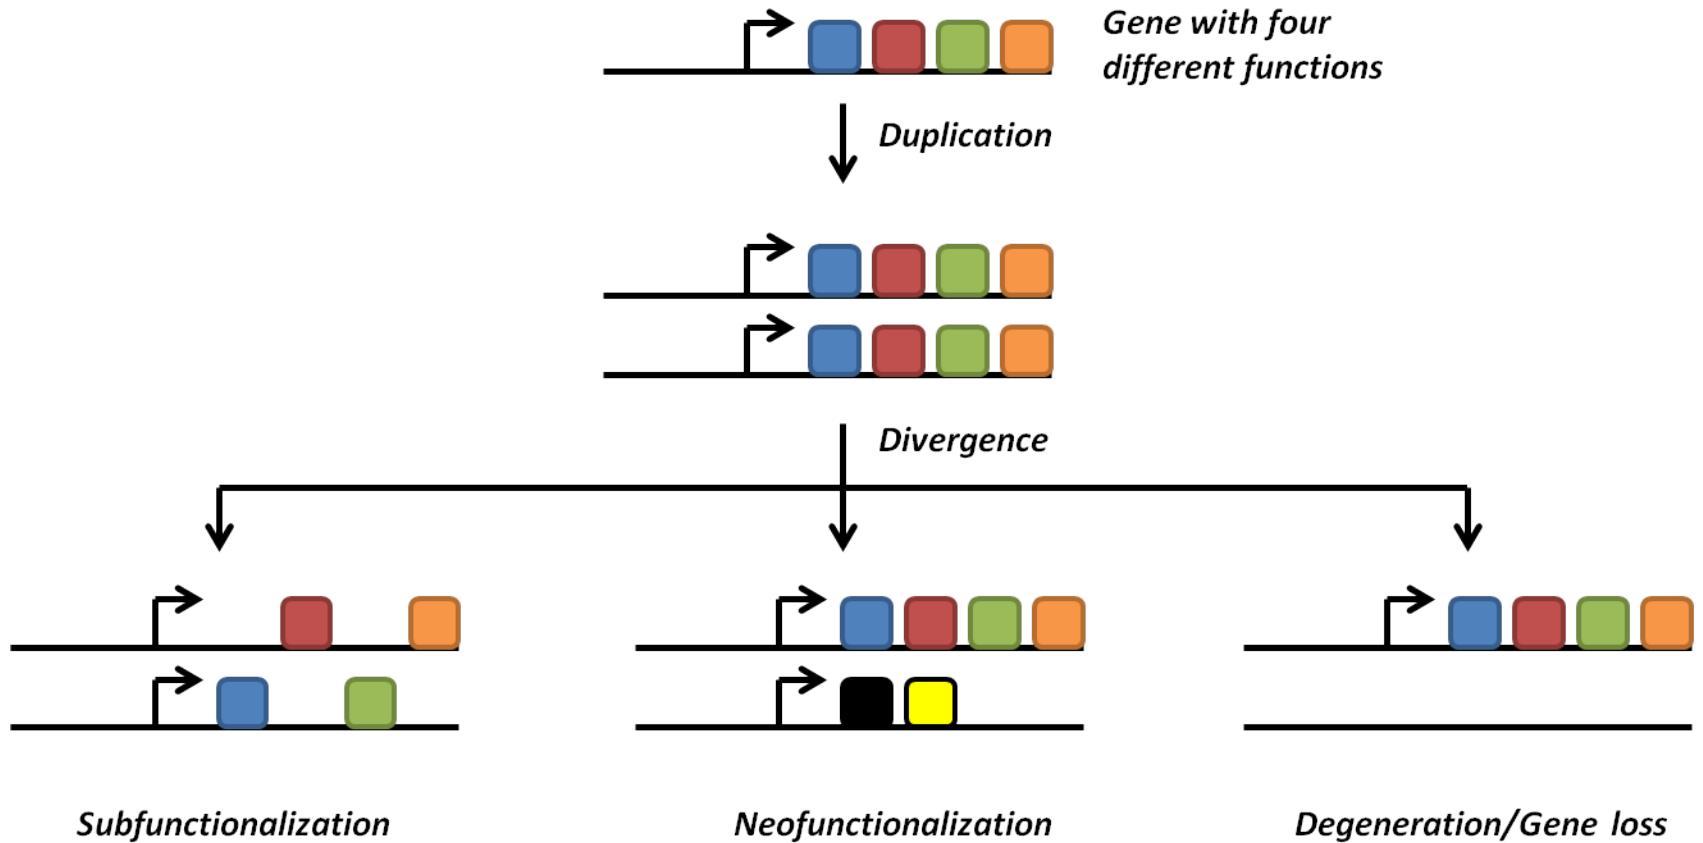 Gene with four
different functions
Duplication
Divergence
Subfunctionalization
Neofunctionalization
Degeneration/Gene loss